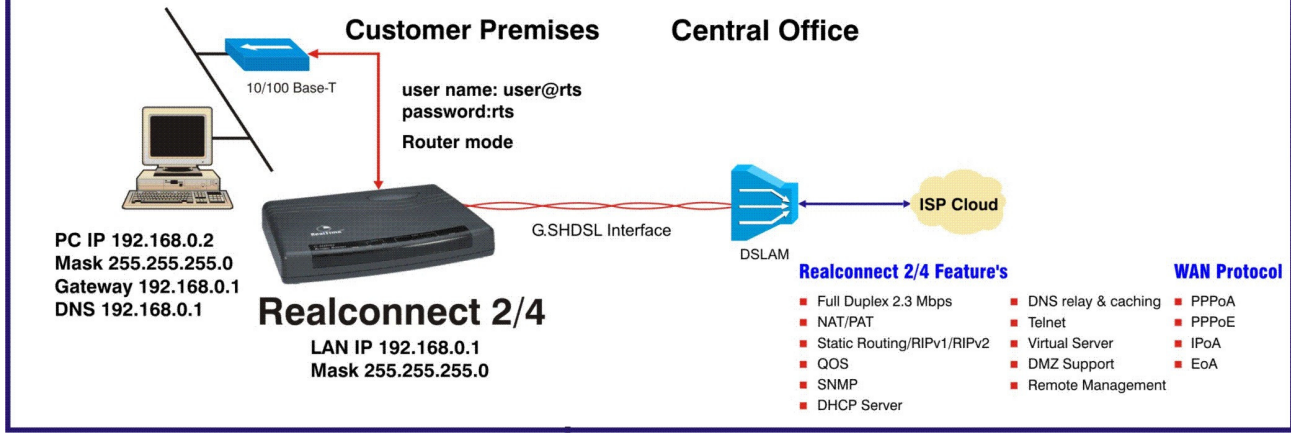 Customer Premises
Central Office
10/100 Base-T
user name: user@rts
password:rts
Router mode
RealTime
G.SHDSL Interface
DSLAM
ISP Cloud
PC IP 192.168.0.2
Mask 255.255.255.0
Gateway 192.168.0.1
DNS 192.168.0.1
Realconnect 2/4
LAN IP 192.168.0.1
Mask 255.255.255.0
Realconnect 2/4 Feature's
Full Duplex 2.3 Mbps
NAT/PAT
Static Routing/RIPv1/RIPv2
QOS
SNMP
DHCP Server
DNS relay & caching
Telnet
Virtual Server
DMZ Support
Remote Management
WAN Protocol
PPPoA
PPPoE
IPoA
EoA